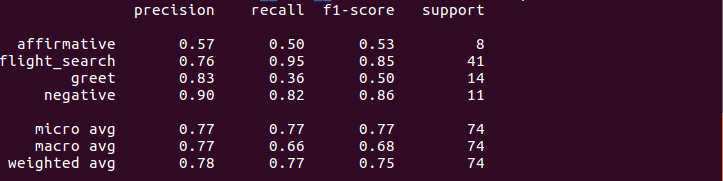 precision recall f1-score support
affirmative 0.57 0.50 0.53 8
flight_search 0.76 0.95 0.85 41
greet 0.83 0.36 0.50 14
negative 0.90 0.82 0.86 11
micro avg 0.77 0.77 0.77 74
macro avg 0.77 0.66 0.68 74
weighted avg 0.78 0.77 0.75 74